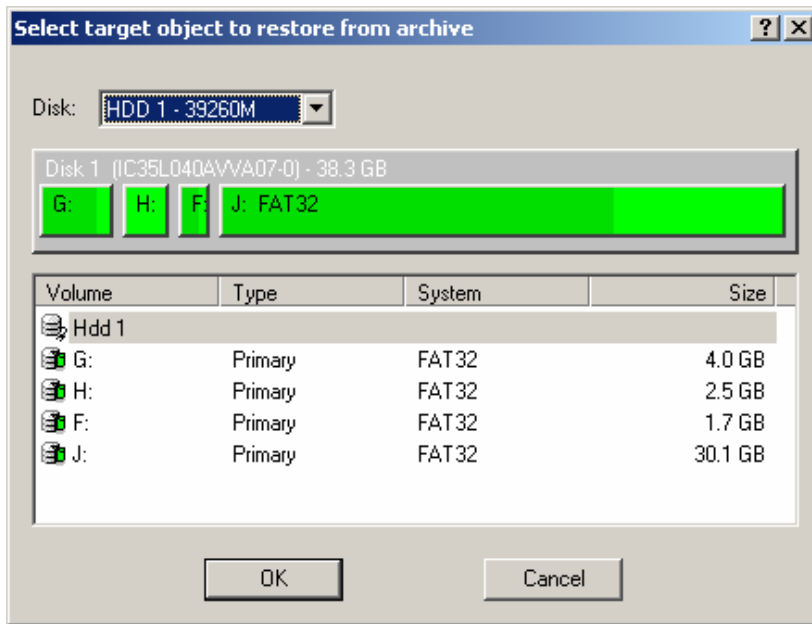 Select target object to restore from archive
Disk: HDD 1 - 39260M
Disk 1 (IC35L040AVVA07-0) - 38.3 GB
G: H: F: J: FAT32
Volume Type System Size
Hdd 1
G: Primary FAT32 4.0 GB
H: Primary FAT32 2.5 GB
F: Primary FAT32 1.7 GB
J: Primary FAT32 30.1 GB
OK Cancel